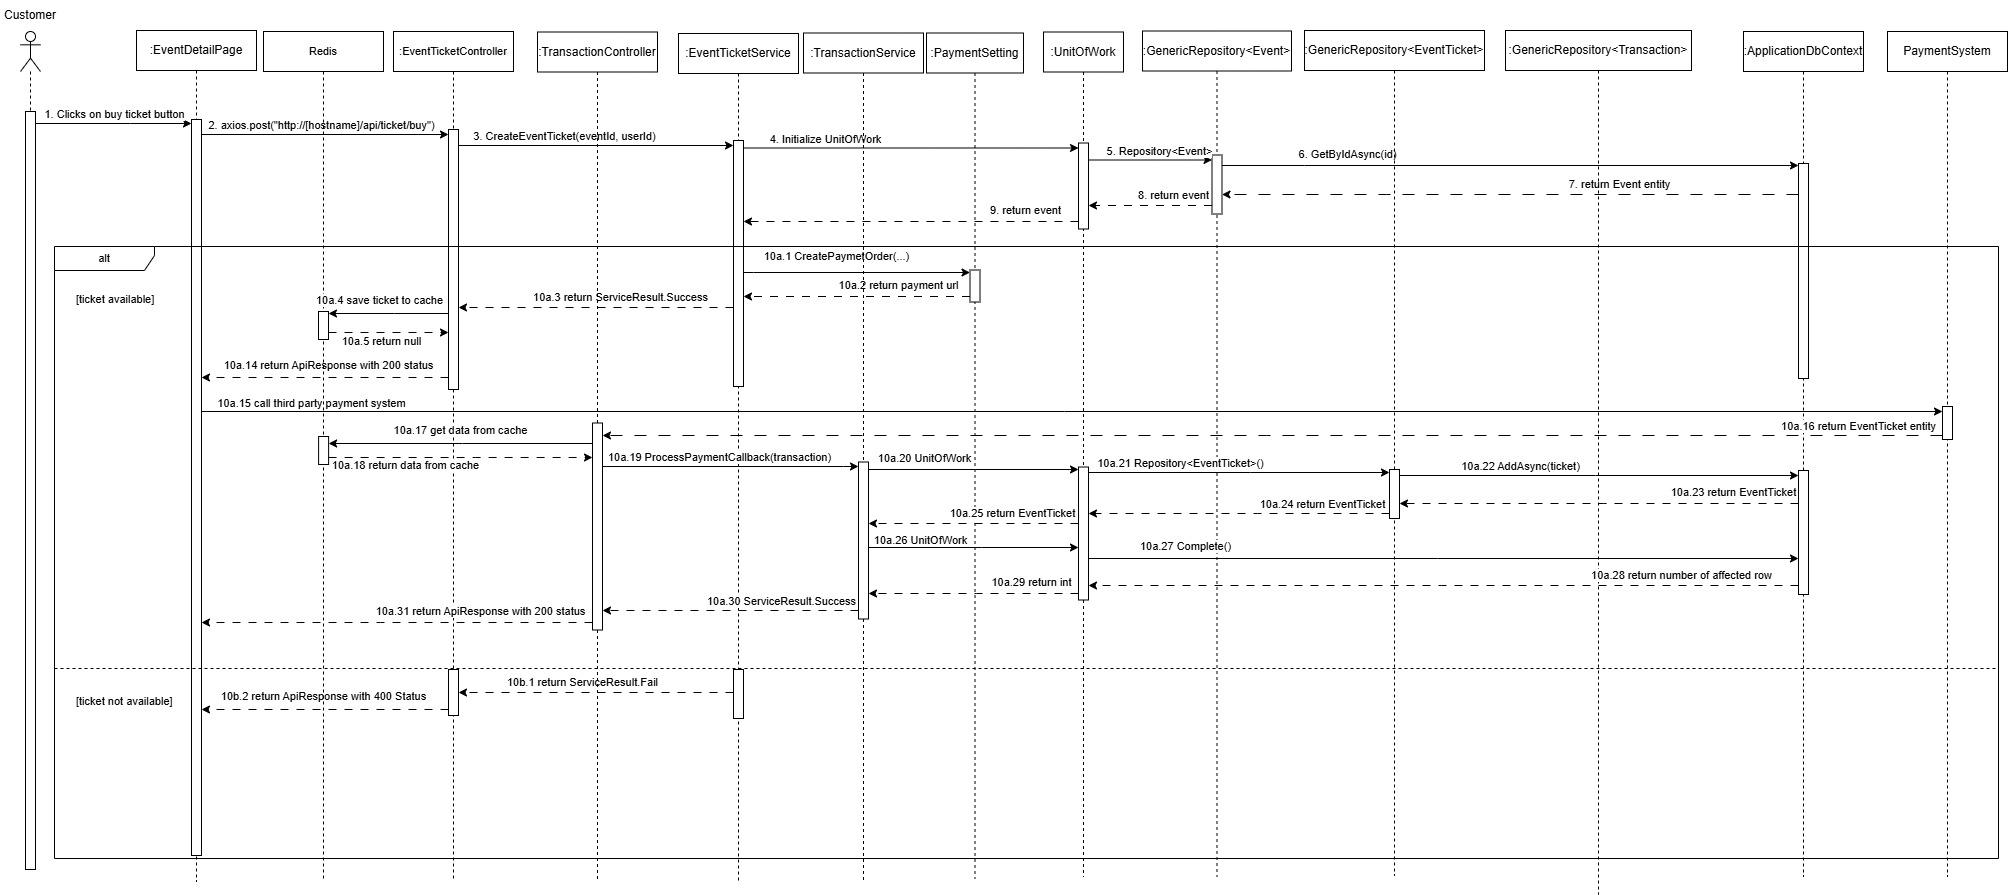 Customer
:EventDetailPage
Redis
:EventTicketController
:TransactionController
:EventTicketService
:TransactionService
:PaymentSetting
:UnitOfWork
:GenericRepository<Event>
:GenericRepository<EventTicket>
:GenericRepository<Transaction>
:ApplicationDbContext
PaymentSystem
1. Clicks on buy ticket button
2. axios.post("http://[hostname]/api/ticket/buy")
3. CreateEventTicket(eventId, userId)
4. Initialize UnitOfWork
5. Repository<Event>
6. GetByIdAsync(id)
7. return Event entity
8. return event
9. return event
alt
[ticket available]
10a.1 CreatePaymetOrder(...)
10a.2 return payment url
10a.3 return ServiceResult.Success
10a.4 save ticket to cache
10a.5 return null
10a.14 return ApiResponse with 200 status
10a.15 call third party payment system
10a.16 return EventTicket entity
10a.17 get data from cache
10a.18 return data from cache
10a.19 ProcessPaymentCallback(transaction)
10a.20 UnitOfWork
10a.21 Repository<EventTicket>()
10a.22 AddAsync(ticket)
10a.23 return EventTicket
10a.24 return EventTicket
10a.25 return EventTicket
10a.26 UnitOfWork
10a.27 Complete()
10a.28 return number of affected row
10a.29 return int
10a.30 ServiceResult.Success
10a.31 return ApiResponse with 200 status
[ticket not available]
10b.1 return ServiceResult.Fail
10b.2 return ApiResponse with 400 Status